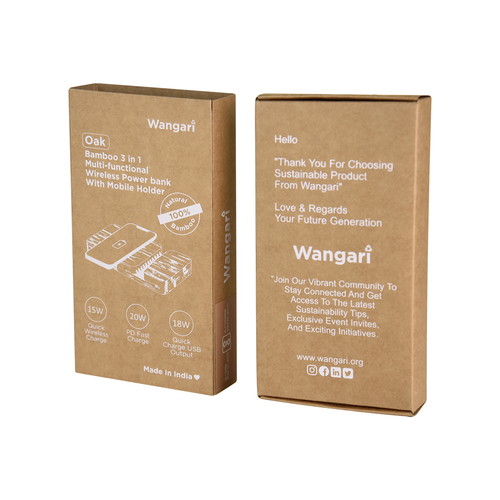 Wangari
Oak
Bamboo 3 in 1
Multi-functional
Wireless Power bank
With Mobile Holder
Natural
100%
Bamboo
15W
Quick
Wireless
Charge
20W
PD Fast
Charge
18W
Quick
Charge USB
Output
Made in India
Wangari
Hello
"Thank You For Choosing
Sustainable Product
From Wangari"
Love & Regards
Your Future Generation
Wangari
"Join Our Vibrant Community To
Stay Connected And Get
Access To The Latest
Sustainability Tips,
Exclusive Event Invites,
And Exciting Initiatives.
www.wangari.org